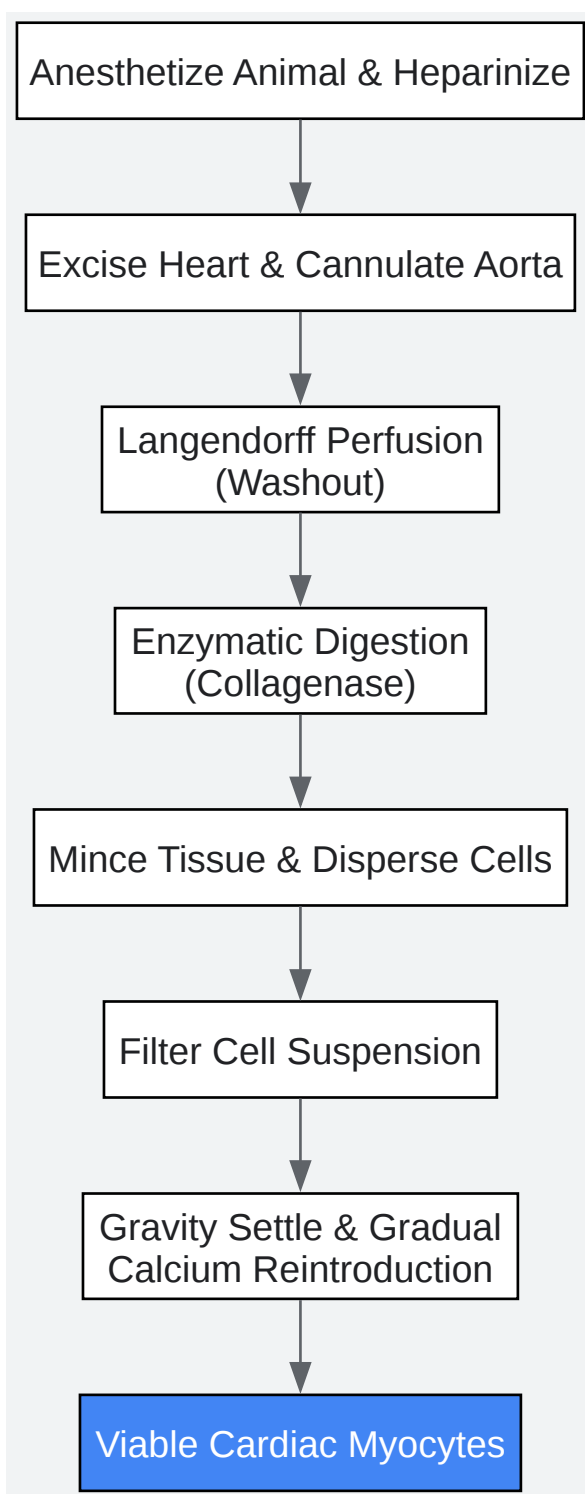 Anesthetize Animal & Heparinize
Excise Heart & Cannulate Aorta
Langendorff Perfusion
(Washout)
Enzymatic Digestion
(Collagenase)
Mince Tissue & Disperse Cells
Filter Cell Suspension
Gravity Settle & Gradual
Calcium Reintroduction
Viable Cardiac Myocytes